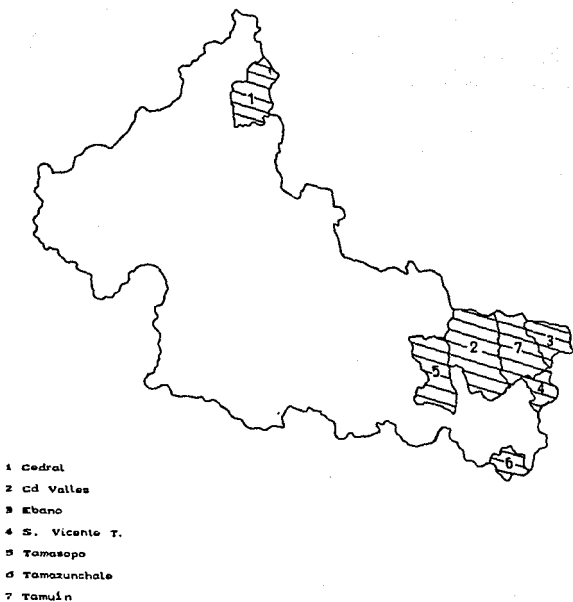 1
3
2
7
5
4
6
1 Cedral
2 Cd Valles
3 Ebano
4 S. Vicente T.
5 Tamasopo
6 Tamazunchale
7 Tamuín